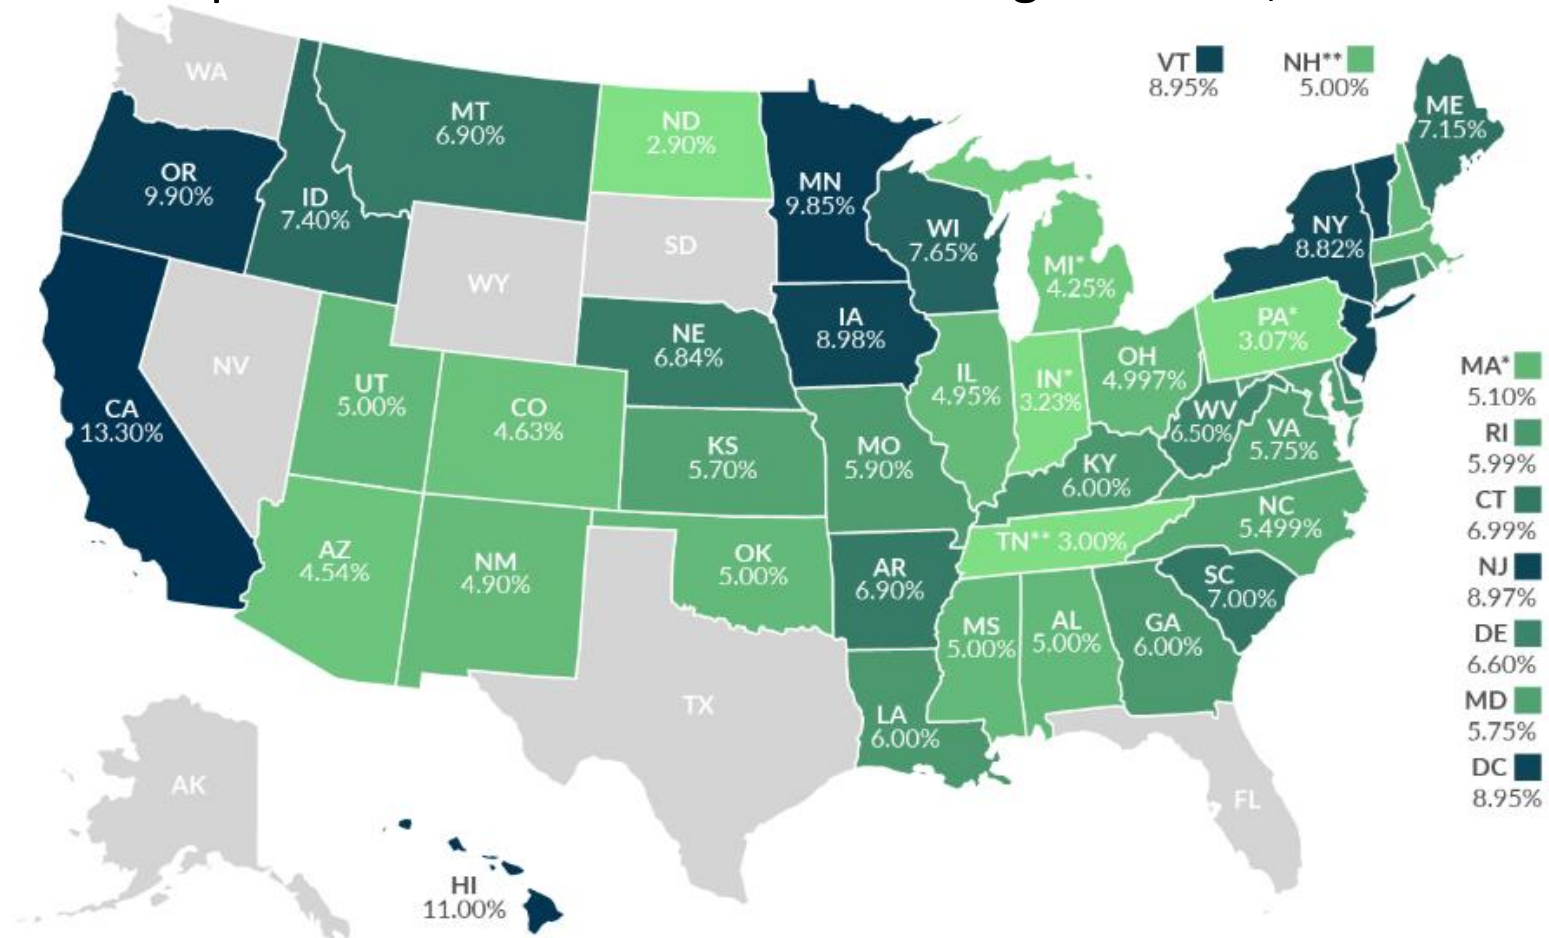 WA
VT
8.95%
NH**
5.00%
ME
7.15%
MT
6.90%
ND
2.90%
OR
9.90%
ID
7.40%
MN
9.85%
WI
7.65%
NY
8.82%
SD
WY
MI*
4.25%
IA
8.98%
PA*
3.07%
NE
6.84%
NV
UT
5.00%
CO
4.63%
IL
4.95%
IN*
3.23%
OH
4.997%
MA*
5.10%
CA
13.30%
WV
6.50%
VA
5.75%
RI
5.99%
KS
5.70%
MO
5.90%
KY
6.00%
CT
6.99%
NC
5.499%
TN** 3.00%
AZ
4.54%
NM
4.90%
OK
5.00%
AR
6.90%
SC
7.00%
NJ
8.97%
MS
5.00%
AL
5.00%
GA
6.00%
DE
6.60%
TX
LA
6.00%
MD
5.75%
DC
8.95%
AK
FL
HI
11.00%